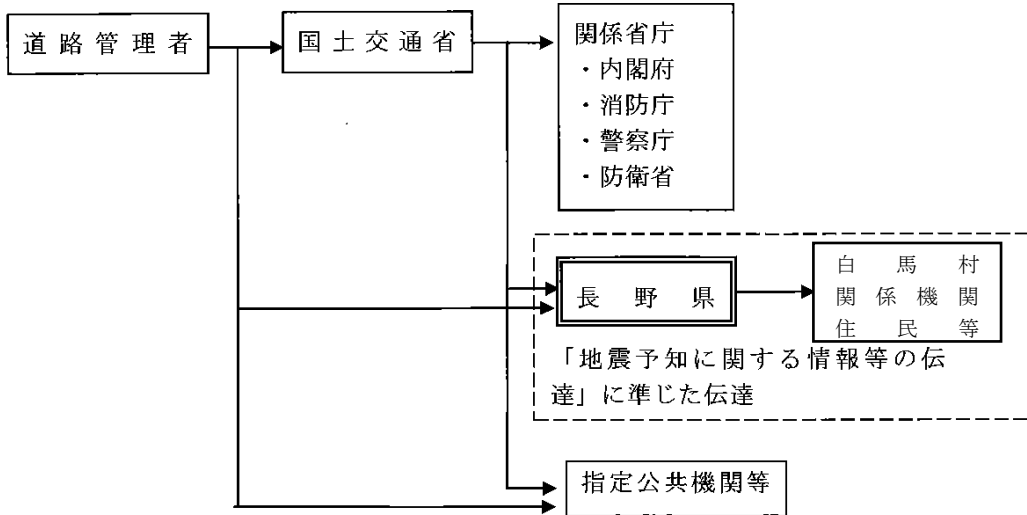 道路管理者
国土交通省
関係省庁
・内閣府
・消防庁
・警察庁
・防衛省
長野県
白馬村
関係機関
住民等
「地震予知に関する情報等の伝
達」に準じた伝達
指定公共機関等